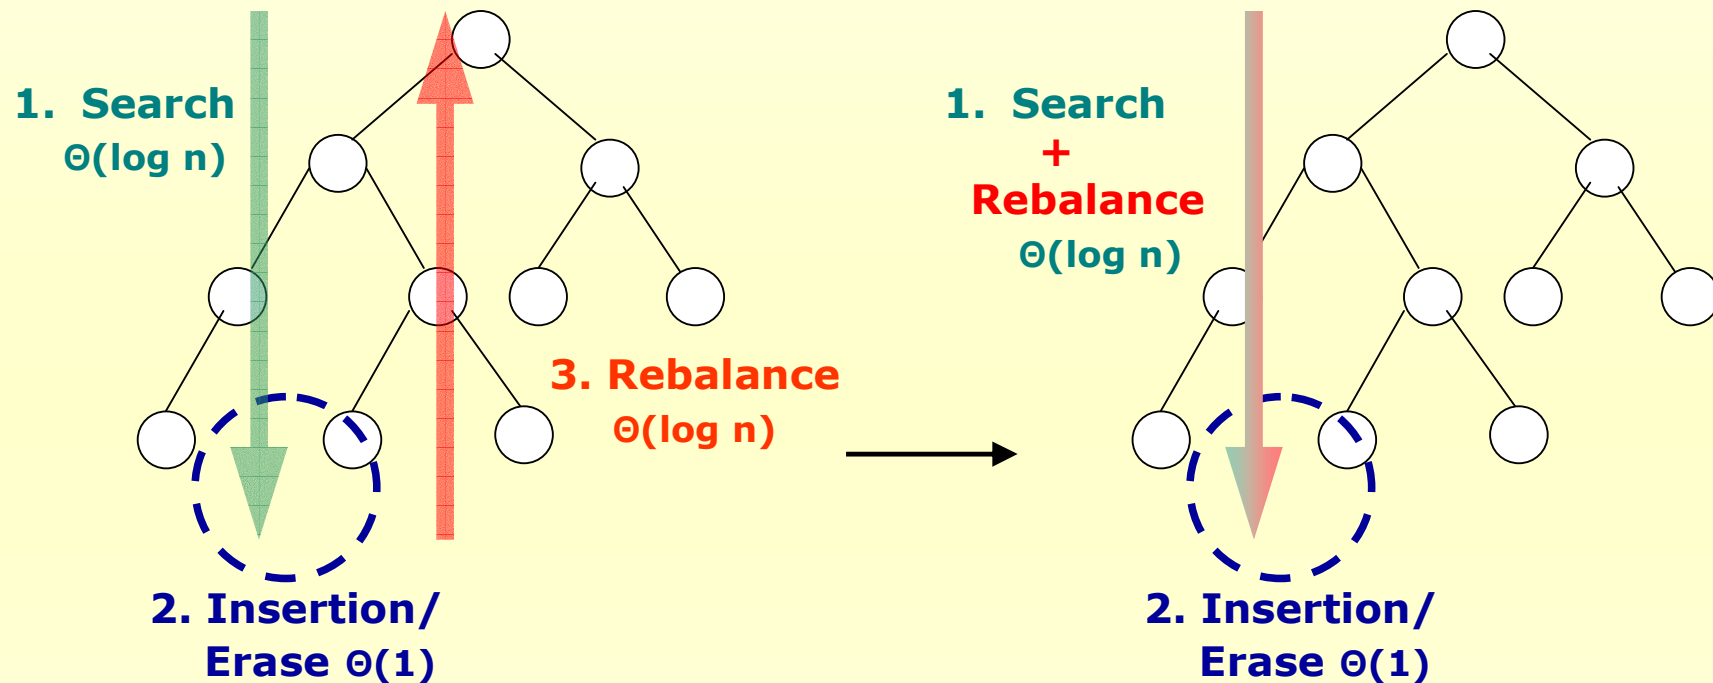 1. Search
Θ(log n)
3. Rebalance
Θ(log n)
2. Insertion/
Erase Θ(1)
1. Search
+
Rebalance
Θ(log n)
2. Insertion/
Erase Θ(1)